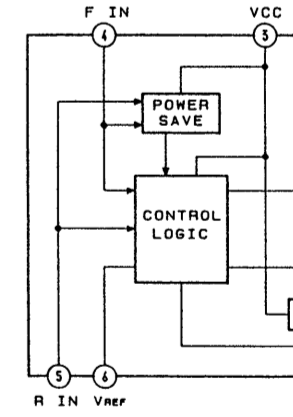 F IN VCC
4 3
POWER
SAVE
CONTROL
LOGIC
5 6
R IN VREF